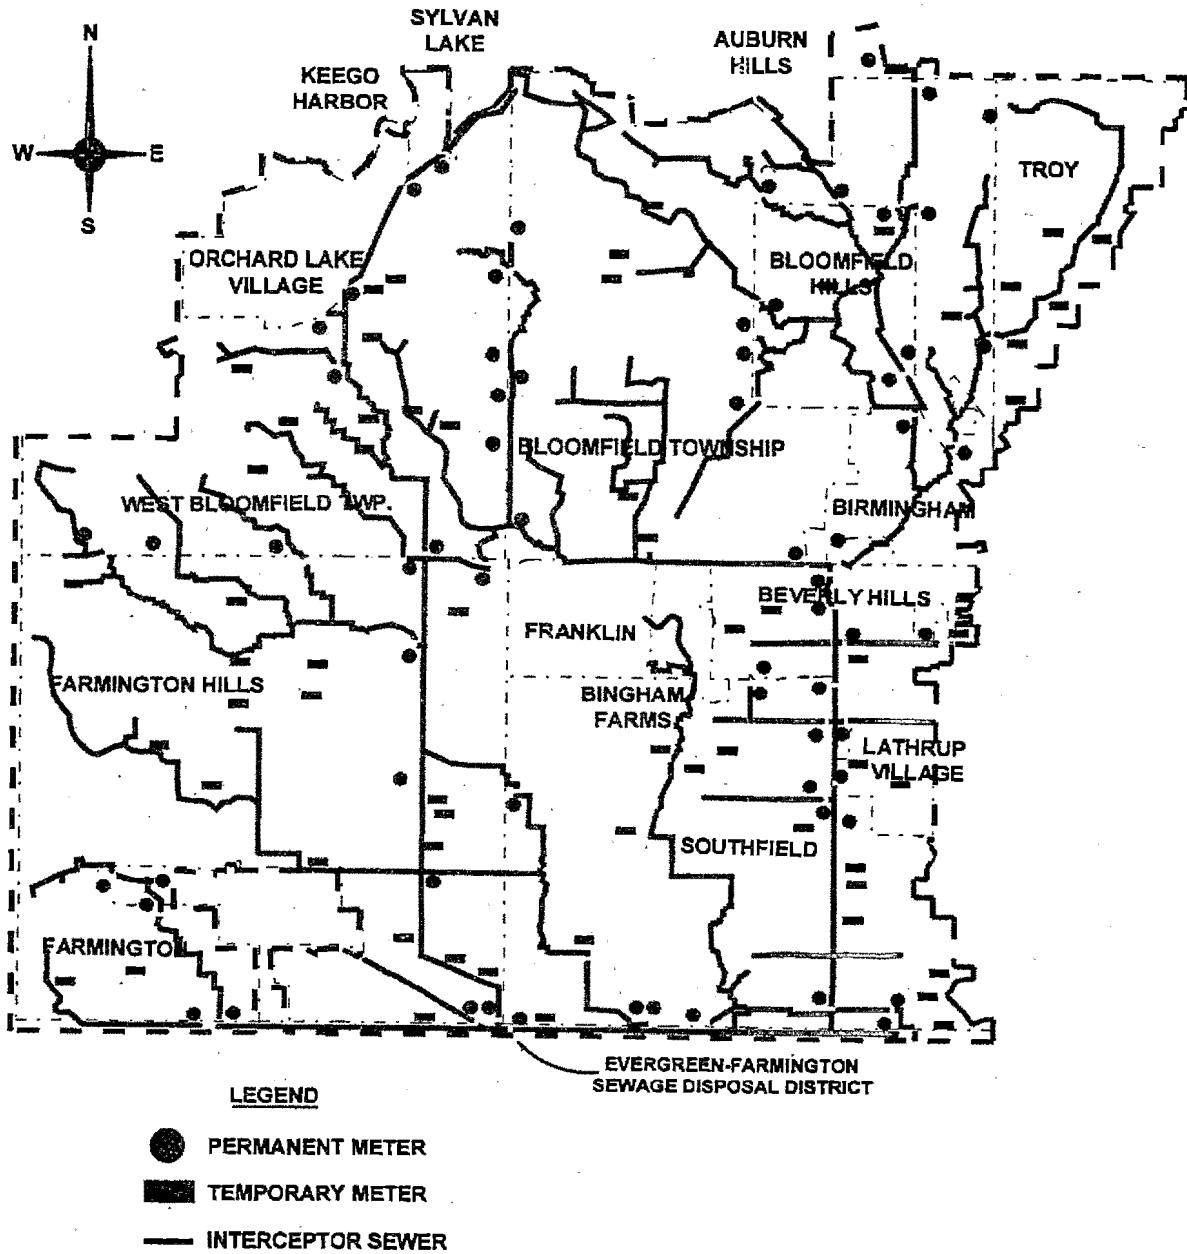 N
W
E
S
SYLVAN
LAKE
KEEGO
HARBOR
AUBURN
HILLS
TROY
ORCHARD LAKE
VILLAGE
BLOOMFIELD
HILLS
BLOOMFIELD TOWNSHIP
WEST BLOOMFIELD TWP.
BIRMINGHAM
BEVERLY HILLS
FRANKLIN
FARMINGTON HILLS
BINGHAM
FARMS
LATHRUP
VILLAGE
SOUTHFIELD
FARMINGTON
EVERGREEN-FARMINGTON
SEWAGE DISPOSAL DISTRICT
LEGEND
PERMANENT METER
TEMPORARY METER
INTERCEPTOR SEWER